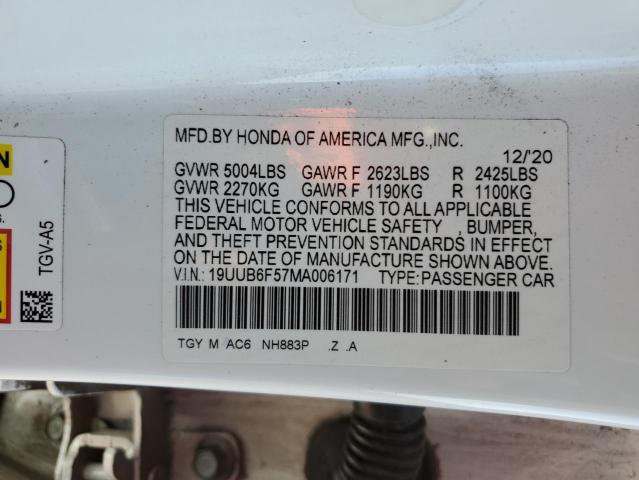 MFD.BY HONDA OF AMERICA MFG.,INC.
12/'20
GVWR 5004LBS GAWR F 2623LBS R 2425LBS
GVWR 2270KG GAWR F 1190KG R 1100KG
THIS VEHICLE CONFORMS TO ALL APPLICABLE
FEDERAL MOTOR VEHICLE SAFETY , BUMPER,
AND THEFT PREVENTION STANDARDS IN EFFECT
ON THE DATE OF MANUFACTURE SHOWN ABOVE.
V.I.N.: 19UUB6F57MA006171 TYPE:PASSENGER CAR
TGY M AC6 NH883P .Z .A
TGV-A5